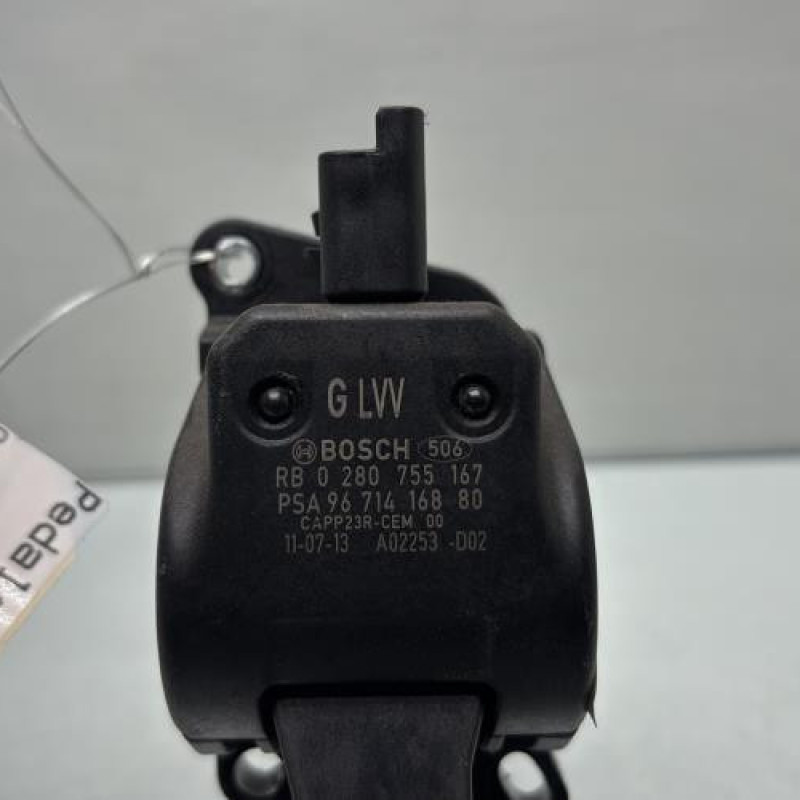 G LVV
BOSCH 506
RB 0 280 755 167
PSA 96 714 168 80
CAPP23R-CEM 00
11-07-13 A02253 -D02
Pedal